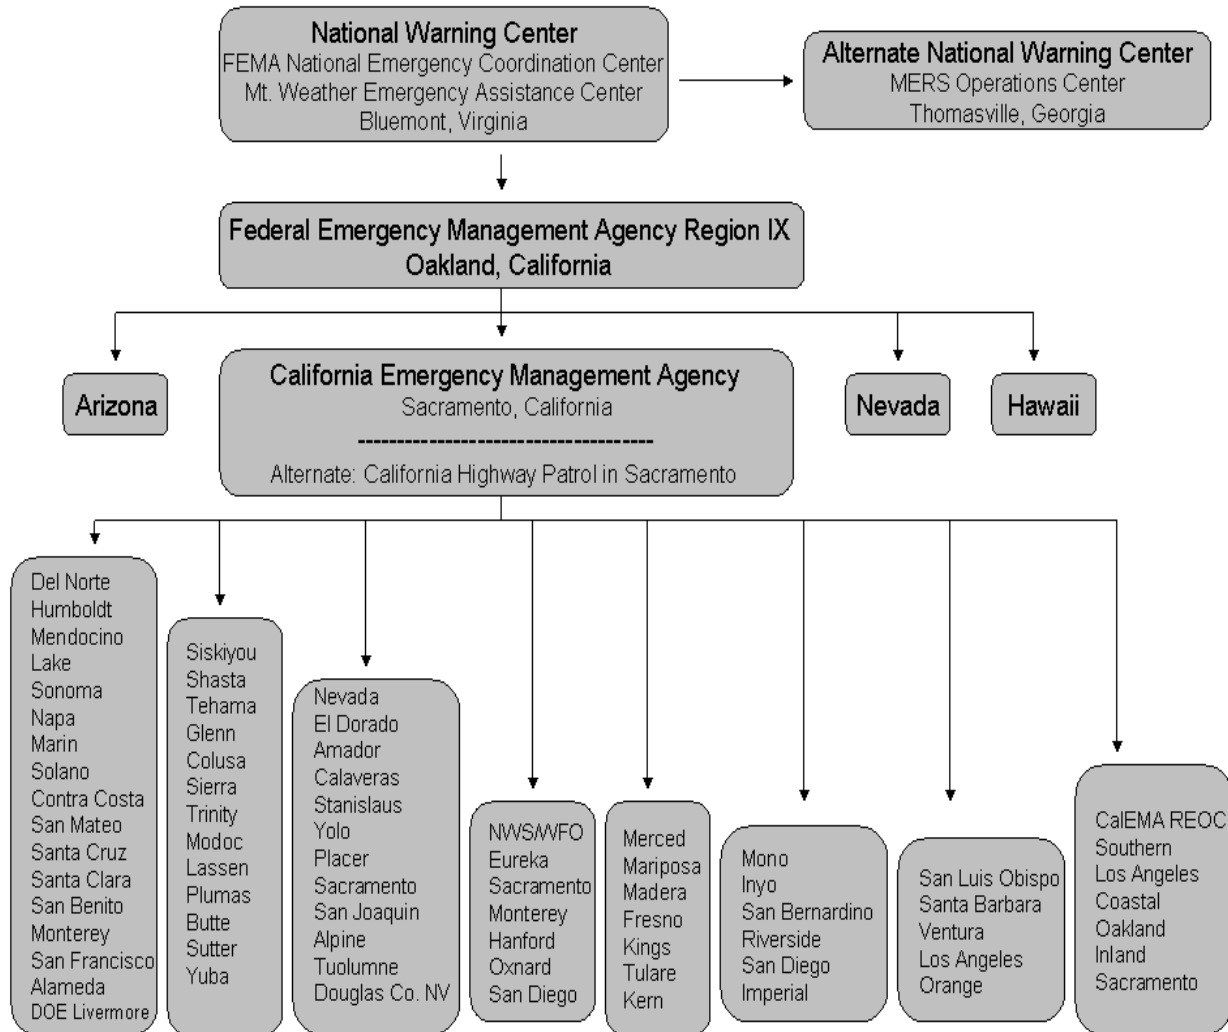 National Warning Center
FEMA National Emergency Coordination Center
Mt. Weather Emergency Assistance Center
Bluemont, Virginia
Alternate National Warning Center
MERS Operations Center
Thomasville, Georgia
Federal Emergency Management Agency Region IX
Oakland, California
Arizona
California Emergency Management Agency
Sacramento, California
-------------------------------------
Alternate: California Highway Patrol in Sacramento
Nevada
Hawaii
Del Norte
Humboldt
Mendocino
Lake
Sonoma
Napa
Marin
Solano
Contra Costa
San Mateo
Santa Cruz
Santa Clara
San Benito
Monterey
San Francisco
Alameda
DOE Livermore
Siskiyou
Shasta
Tehama
Glenn
Colusa
Sierra
Trinity
Modoc
Lassen
Plumas
Butte
Sutter
Yuba
Nevada
El Dorado
Amador
Calaveras
Stanislaus
Yolo
Placer
Sacramento
San Joaquin
Alpine
Tuolumne
Douglas Co. NV
NWS/WFO
Eureka
Sacramento
Monterey
Hanford
Oxnard
San Diego
Merced
Mariposa
Madera
Fresno
Kings
Tulare
Kern
Mono
Inyo
San Bernardino
Riverside
San Diego
Imperial
San Luis Obispo
Santa Barbara
Ventura
Los Angeles
Orange
CalEMA REOC
Southern
Los Angeles
Coastal
Oakland
Inland
Sacramento